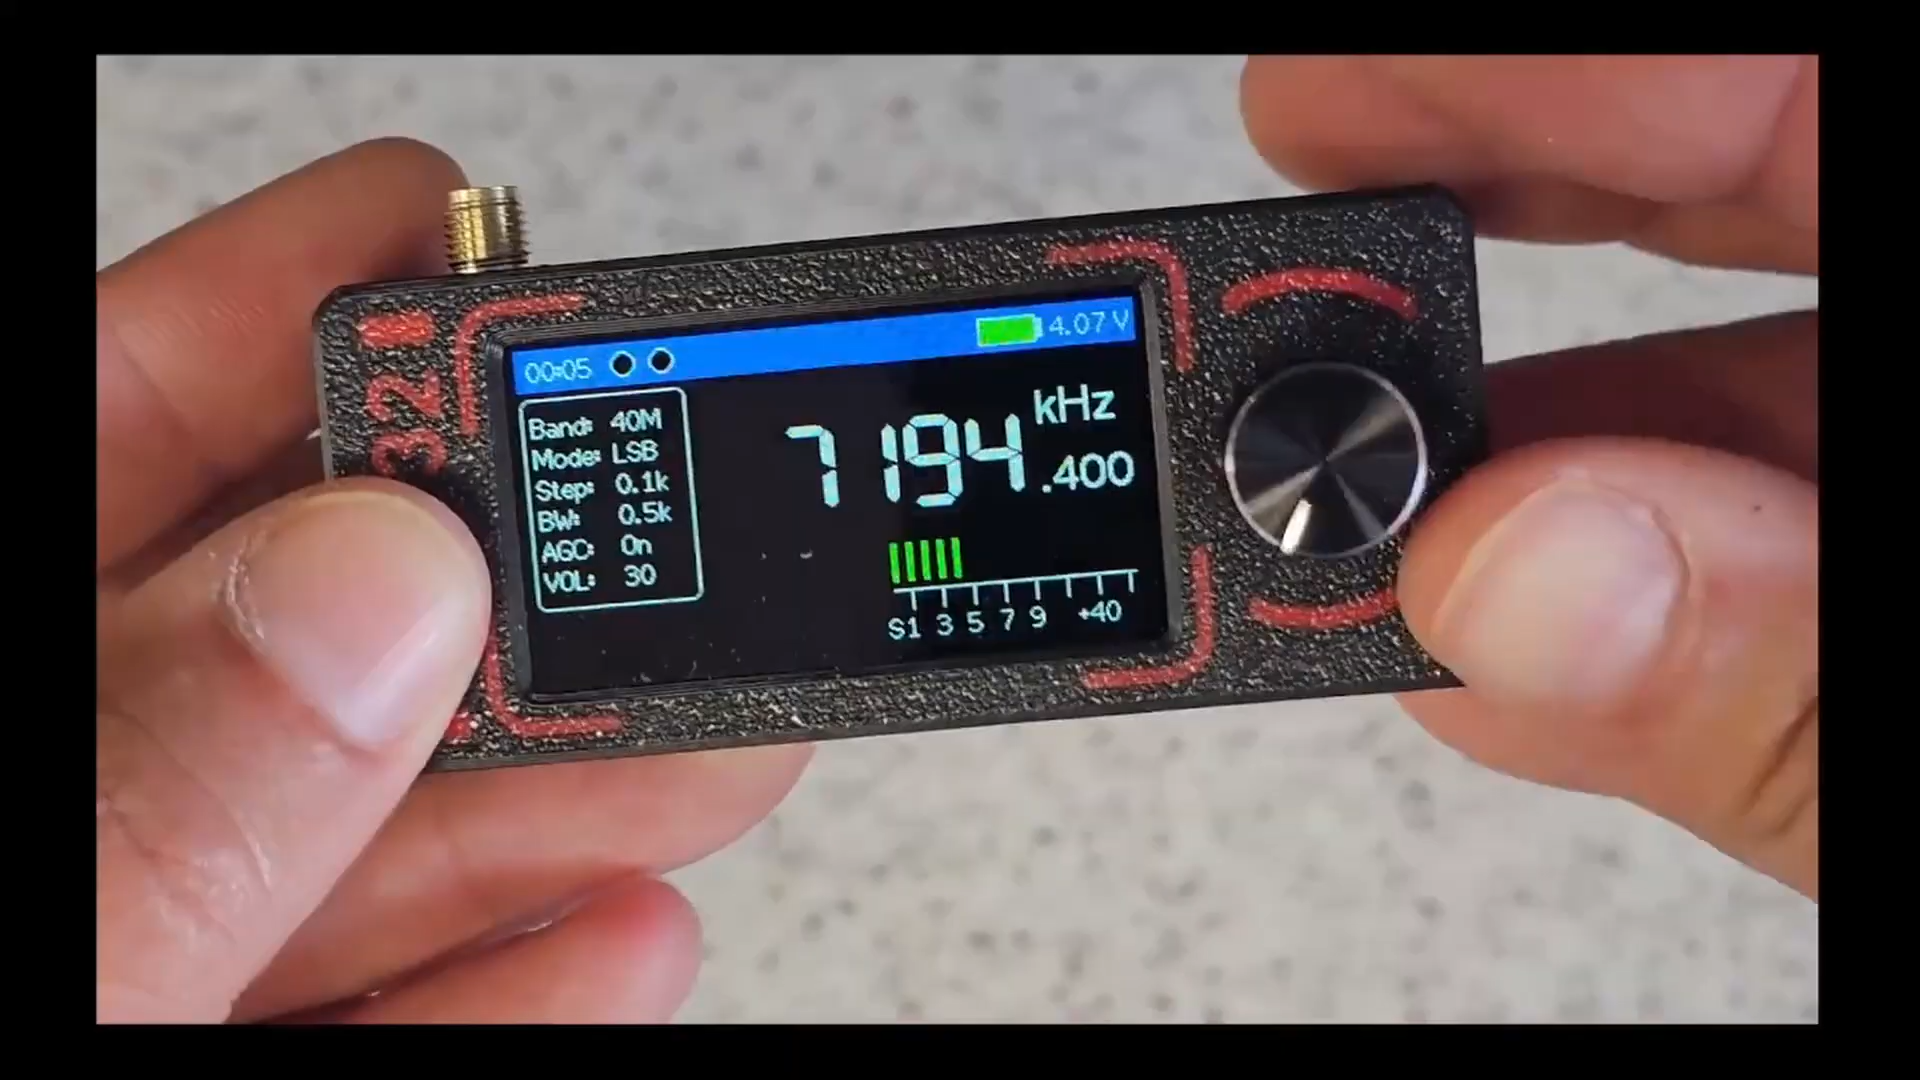 32
00:05 4.07 V
Band: 40M
Mode: LSB
Step: 0.1k
BW: 0.5k
AGC: On
VOL: 30
kHz
7194.400
S1 3 5 7 9 +40